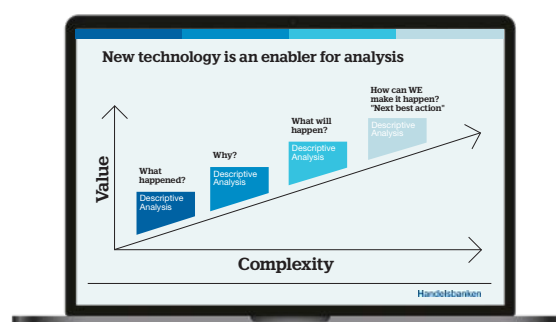 New technology is an enabler for analysis
How can WE
make it happen?
"Next best action"
What will
happen?
Why?
What
happened?
Descriptive
Analysis
Descriptive
Analysis
Descriptive
Analysis
Descriptive
Analysis
Value
Complexity
Handelsbanken